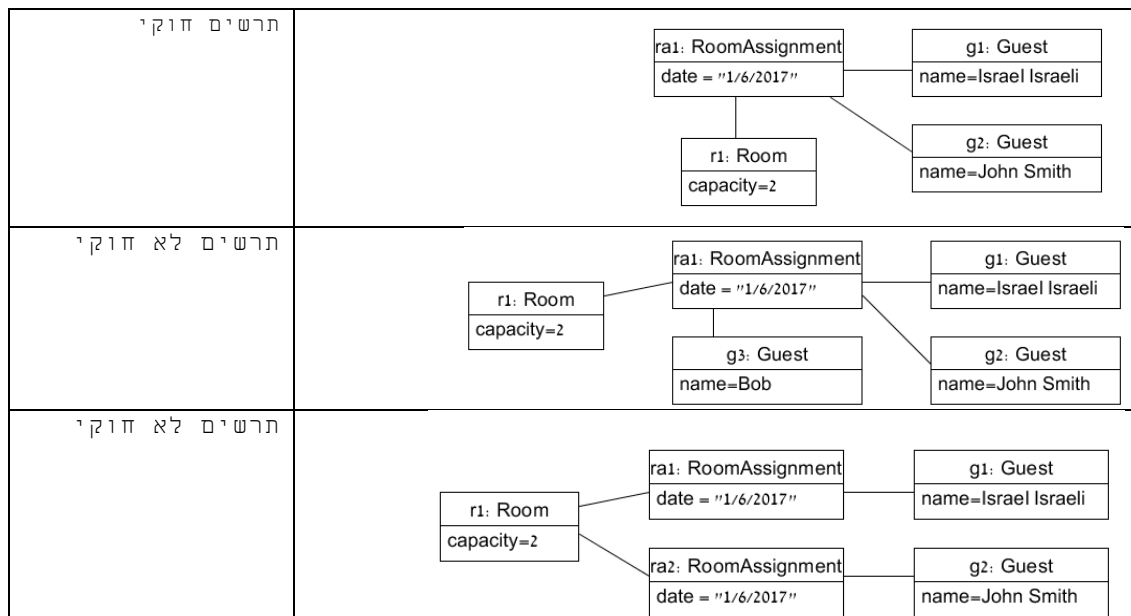 תרשים חוקי
ra1: RoomAssignment
date = "1/6/2017"
g1: Guest
name=Israel Israeli
g2: Guest
name=John Smith
r1: Room
capacity=2
תרשים לא חוקי
ra1: RoomAssignment
date = "1/6/2017"
g1: Guest
name=Israel Israeli
r1: Room
capacity=2
g3: Guest
name=Bob
g2: Guest
name=John Smith
תרשים לא חוקי
ra1: RoomAssignment
date = "1/6/2017"
g1: Guest
name=Israel Israeli
r1: Room
capacity=2
ra2: RoomAssignment
date = "1/6/2017"
g2: Guest
name=John Smith